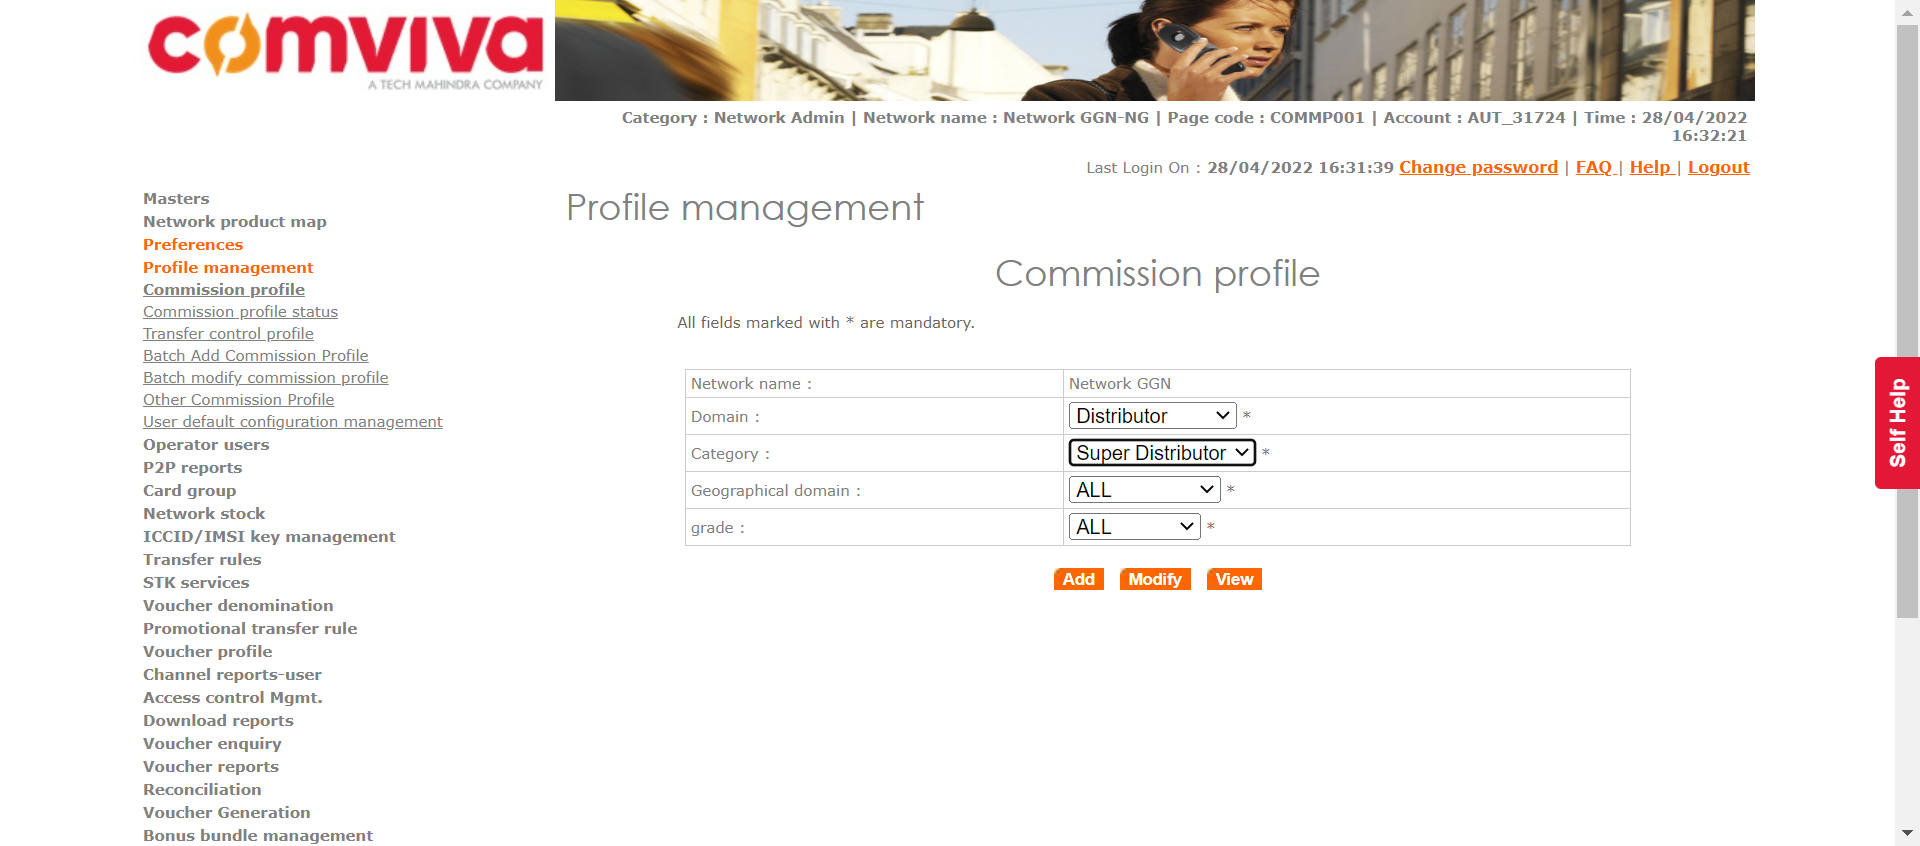 comviva
A TECH MAHINDRA COMPANY
Category : Network Admin | Network name : Network GGN-NG | Page code : COMMP001 | Account : AUT_31724 | Time : 28/04/2022
16:32:21
Last Login On : 28/04/2022 16:31:39 Change password | FAQ | Help | Logout
Masters
Network product map
Preferences
Profile management
Commission profile
Commission profile status
Transfer control profile
Batch Add Commission Profile
Batch modify commission profile
Other Commission Profile
User default configuration management
Operator users
P2P reports
Card group
Network stock
ICCID/IMSI key management
Transfer rules
STK services
Voucher denomination
Promotional transfer rule
Voucher profile
Channel reports-user
Access control Mgmt.
Download reports
Voucher enquiry
Voucher reports
Reconciliation
Voucher Generation
Bonus bundle management
Profile management
Commission profile
All fields marked with * are mandatory.
Network name : Network GGN
Domain : Distributor *
Category : Super Distributor *
Geographical domain : ALL *
grade : ALL *
Add Modify View
Self Help